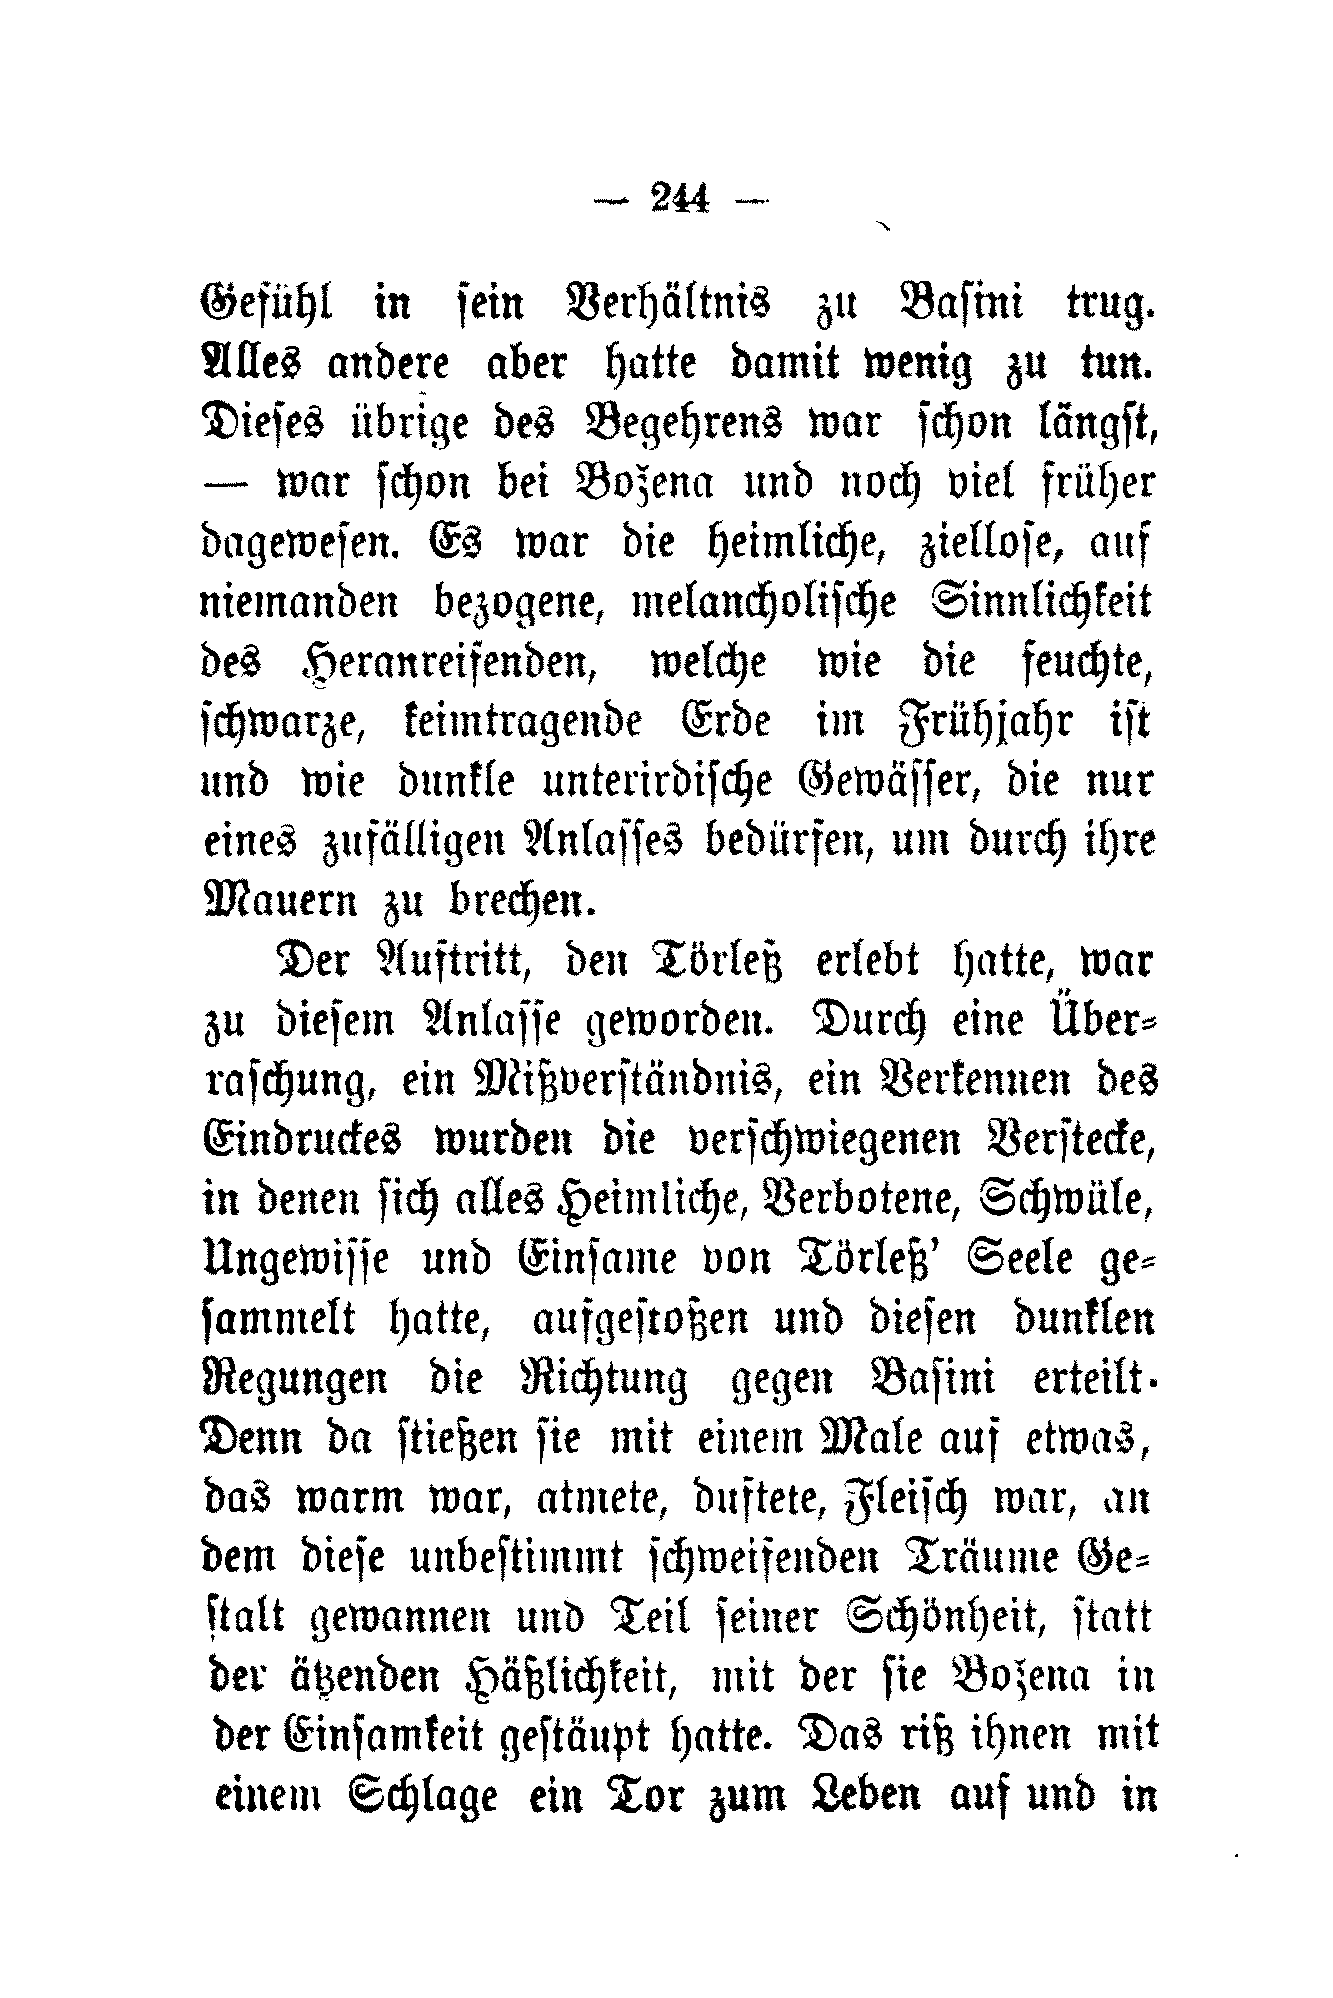 — 244 —
Gefühl in sein Verhältnis zu Basini trug.
Alles andere aber hatte damit wenig zu tun.
Dieses übrige des Begehrens war schon längst,
— war schon bei Božena und noch viel früher
dagewesen. Es war die heimliche, ziellose, auf
niemanden bezogene, melancholische Sinnlichkeit
des Heranreifenden, welche wie die feuchte,
schwarze, keimtragende Erde im Frühjahr ist
und wie dunkle unterirdische Gewässer, die nur
eines zufälligen Anlasses bedürfen, um durch ihre
Mauern zu brechen.
Der Auftritt, den Törleß erlebt hatte, war
zu diesem Anlasse geworden. Durch eine Über-
raschung, ein Mißverständnis, ein Verkennen des
Eindruckes wurden die verschwiegenen Verstecke,
in denen sich alles Heimliche, Verbotene, Schwüle,
Ungewisse und Einsame von Törleß’ Seele ge-
sammelt hatte, aufgestoßen und diesen dunklen
Regungen die Richtung gegen Basini erteilt.
Denn da stießen sie mit einem Male auf etwas,
das warm war, atmete, duftete, Fleisch war, an
dem diese unbestimmt schweifenden Träume Ge-
stalt gewannen und Teil seiner Schönheit, statt
der ätzenden Häßlichkeit, mit der sie Božena in
der Einsamkeit gestäupt hatte. Das riß ihnen mit
einem Schlage ein Tor zum Leben auf und in